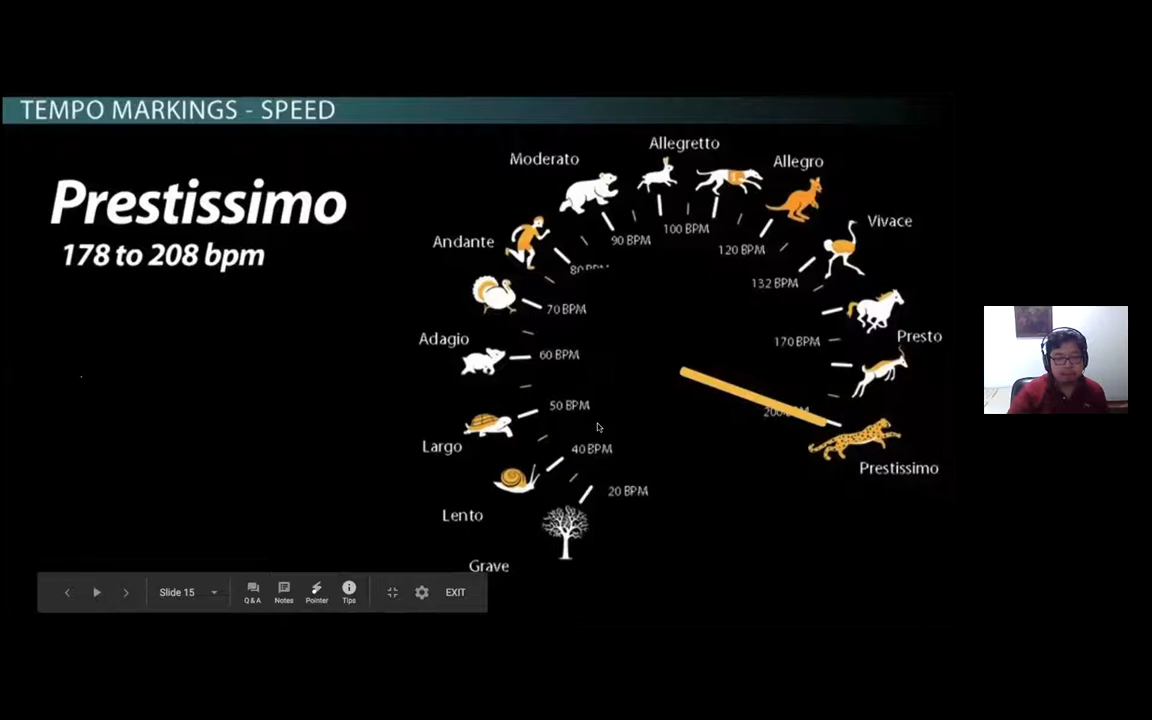 TEMPO MARKINGS - SPEED
Prestissimo
178 to 208 bpm
Moderato
Allegretto
Allegro
Andante
Vivace
Adagio
Presto
Largo
Prestissimo
Lento
Grave
20 BPM
40 BPM
50 BPM
60 BPM
70 BPM
80 BPM
90 BPM
100 BPM
120 BPM
132 BPM
170 BPM
Slide 15
Q&A
Notes
Pointer
Tips
EXIT